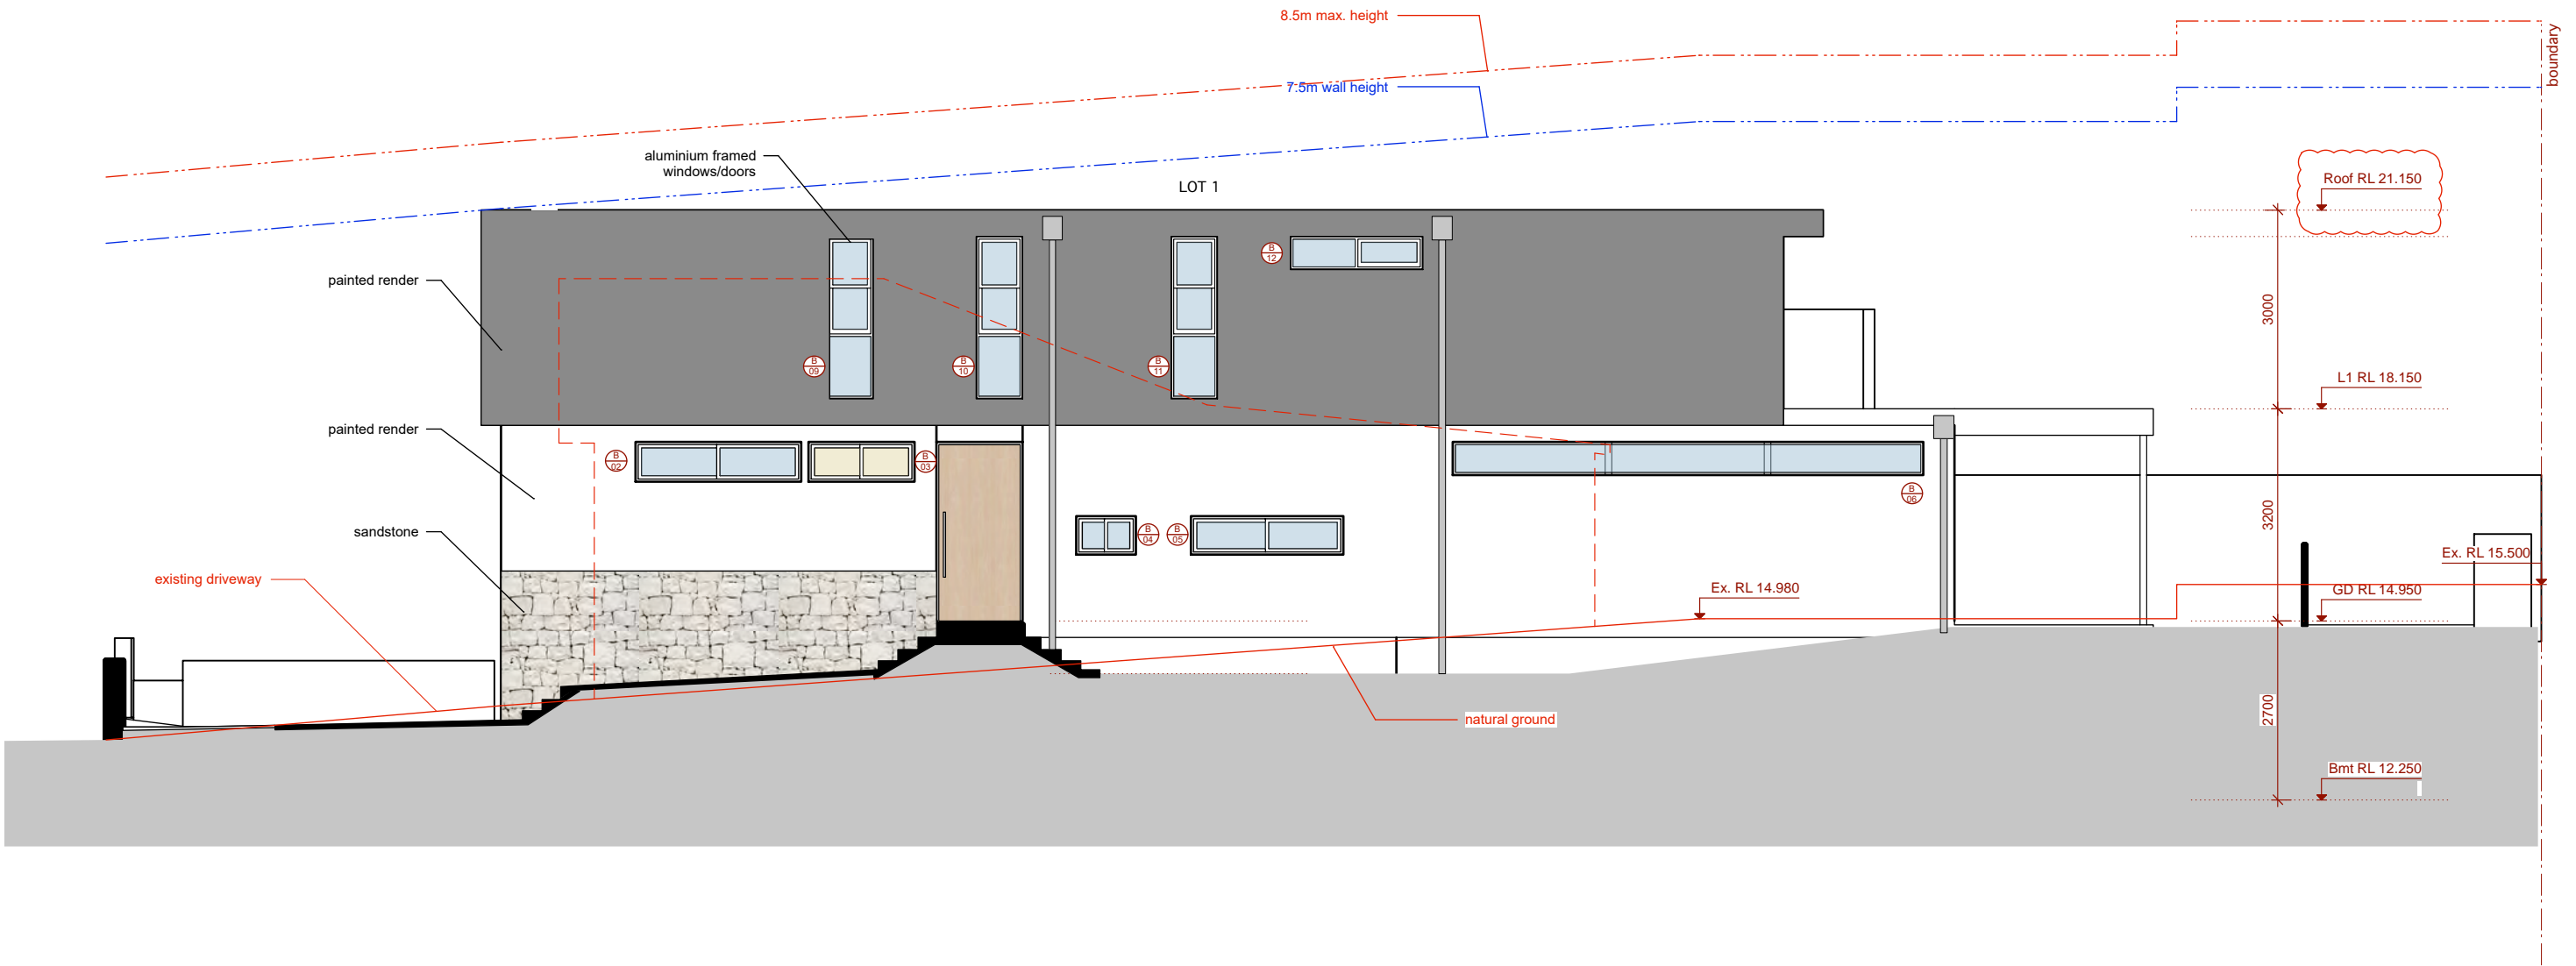 8.5m max. height
boundary
7.5m wall height
aluminium framed
windows/doors
LOT 1
Roof RL 21.150
B
12
painted render
3000
B
09
B
10
B
11
L1 RL 18.150
painted render
B
02
B
03
B
06
sandstone
B
04
B
05
3200
Ex. RL 15.500
existing driveway
Ex. RL 14.980
GD RL 14.950
natural ground
2700
Bmt RL 12.250